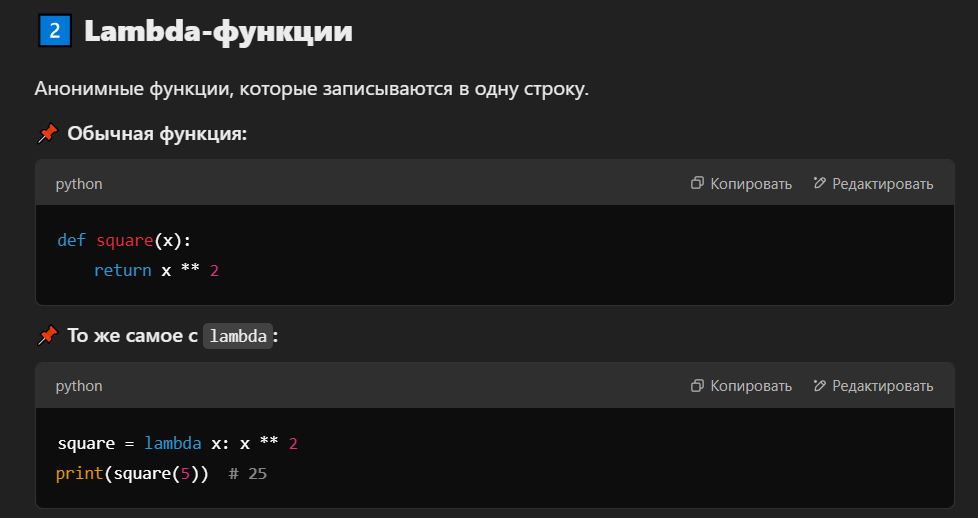 2 Lambda-функции
Анонимные функции, которые записываются в одну строку.
📌 Обычная функция:
python Копировать Редактировать
def square(x):
    return x ** 2
📌 То же самое с lambda:
python Копировать Редактировать
square = lambda x: x ** 2
print(square(5))  # 25